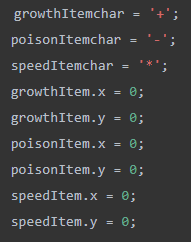 growthItemchar = '+';
poisonItemchar = '-';
speedItemchar = '*';
growthItem.x = 0;
growthItem.y = 0;
poisonItem.x = 0;
poisonItem.y = 0;
speedItem.x = 0;
speedItem.y = 0;